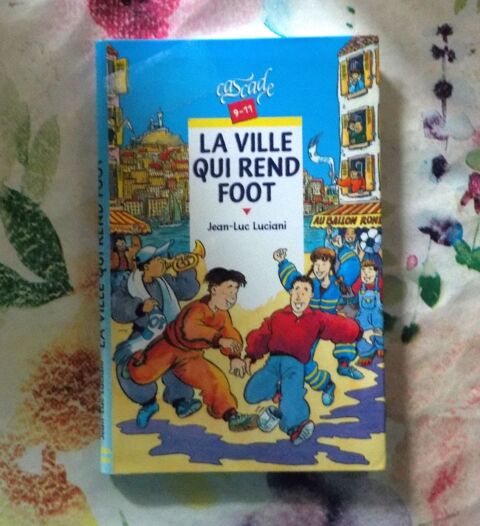 cascade
9-11
LA VILLE
QUI REND
FOOT
Jean-Luc Luciani
AU BALLON ROND
LA VILLE QUI REND FOOT